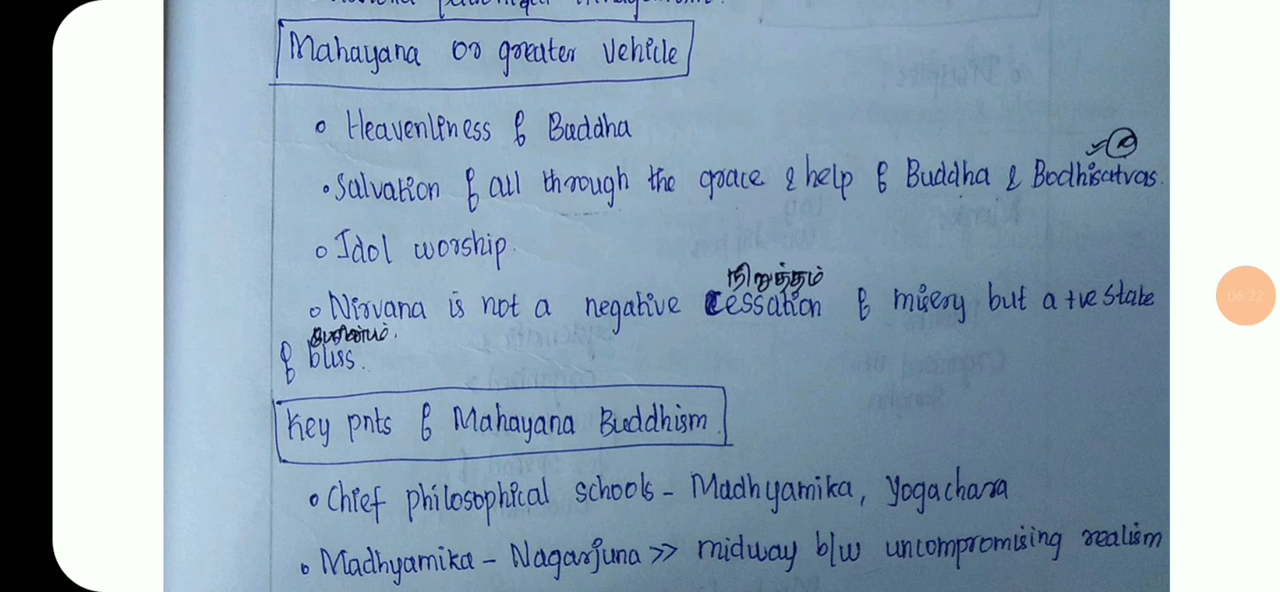 Mahayana or greater vehicle
Heavenliness of Buddha
Salvation of all through the grace & help of Buddha & Bodhisatvas.
Idol worship.
நிறுத்தம்
Nirvana is not a negative cessation of misery but a +ve state
of bliss.
Key pnts of Mahayana Buddhism
Chief philosophical schools - Madhyamika, Yogachara
Madhyamika - Nagarjuna >> midway b/w uncompromising realism
06:22